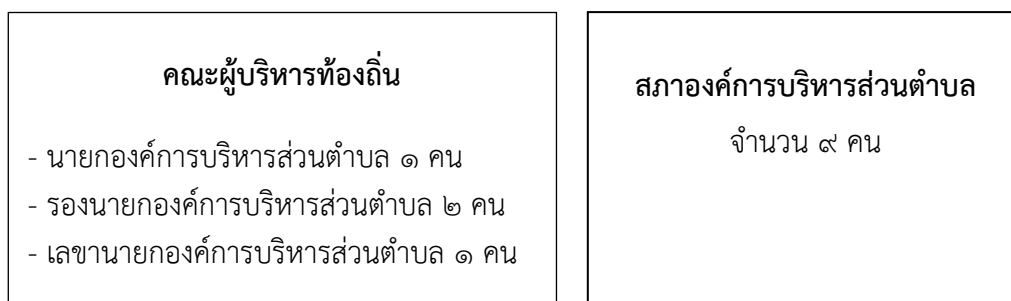 คณะผู้บริหารท้องถิ่น
- นายกองค์การบริหารส่วนตำบล ๑ คน
- รองนายกองค์การบริหารส่วนตำบล ๒ คน
- เลขานายกองค์การบริหารส่วนตำบล ๑ คน
สภาองค์การบริหารส่วนตำบล
จำนวน ๙ คน